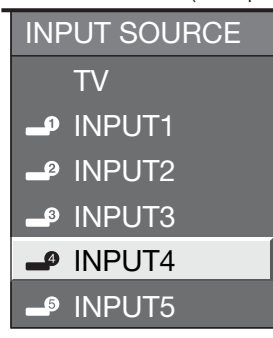 INPUT SOURCE
TV
1 INPUT1
2 INPUT2
3 INPUT3
4 INPUT4
5 INPUT5